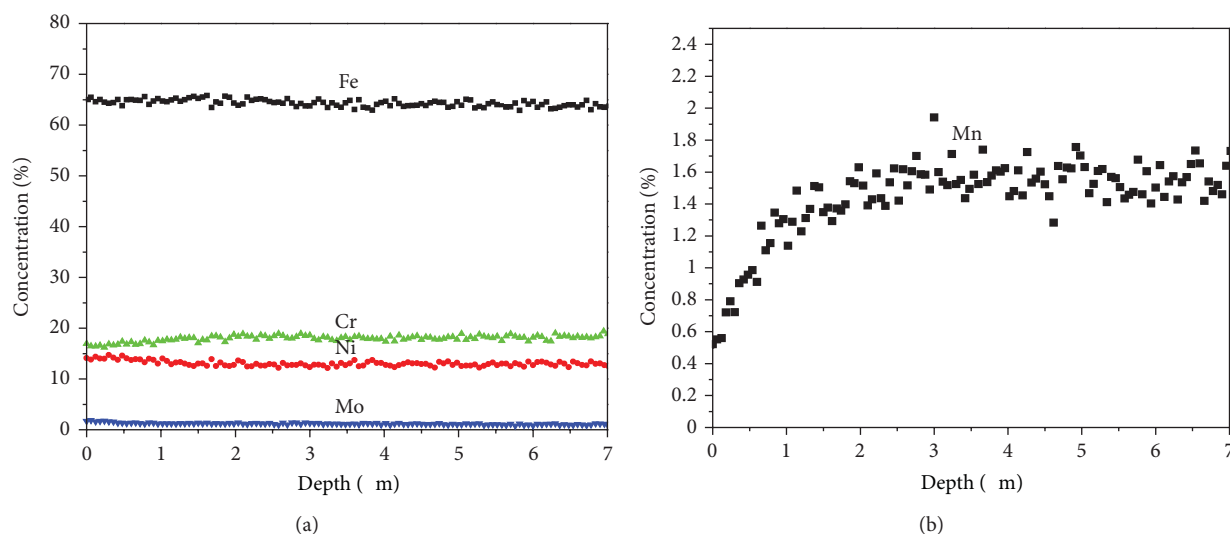 80
70
60
50
40
30
20
10
0
Concentration (%)
Fe
Cr
Ni
Mo
0 1 2 3 4 5 6 7
Depth ( m)
(a)
2.4
2.2
2
1.8
1.6
1.4
1.2
1
0.8
0.6
0.4
0.2
0
Concentration (%)
Mn
0 1 2 3 4 5 6 7
Depth ( m)
(b)